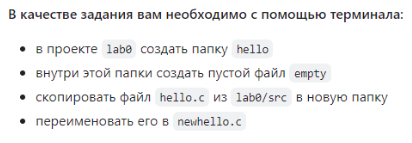 В качестве задания вам необходимо с помощью терминала:
• в проекте lab0 создать папку hello
• внутри этой папки создать пустой файл empty
• скопировать файл hello.c из lab0/src в новую папку
• переименовать его в newhello.c